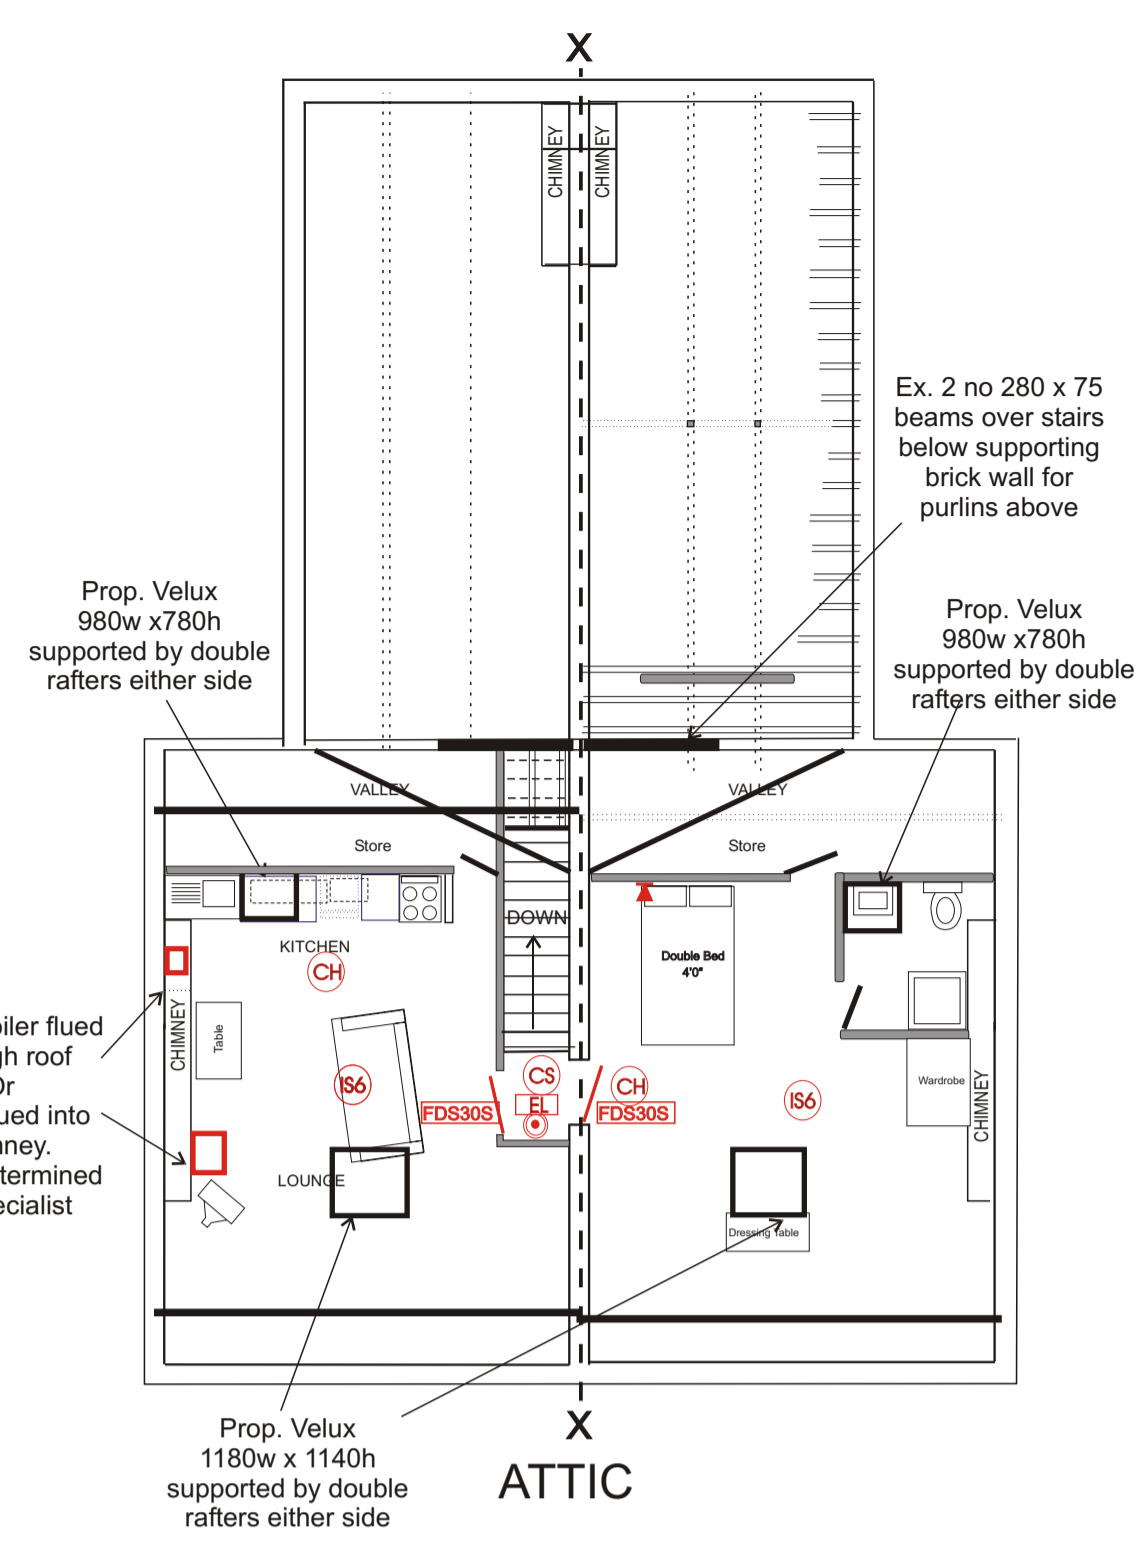 X
CHIMNEY
CHIMNEY
Ex. 2 no 280 x 75
beams over stairs
below supporting
brick wall for
purlins above
Prop. Velux
980w x780h
supported by double
rafters either side
Prop. Velux
980w x780h
supported by double
rafters either side
VALLEY
VALLEY
Store
Store
DOWN
KITCHEN
CH
Double Bed
4'0"
CHIMNEY
Table
flued
roof
into
IS6
CS
EL
FDS30S
CH
FDS30S
IS6
Wardrobe
CHIMNEY
LOUNGE
Dressing Table
Prop. Velux
1180w x 1140h
supported by double
rafters either side
X
ATTIC